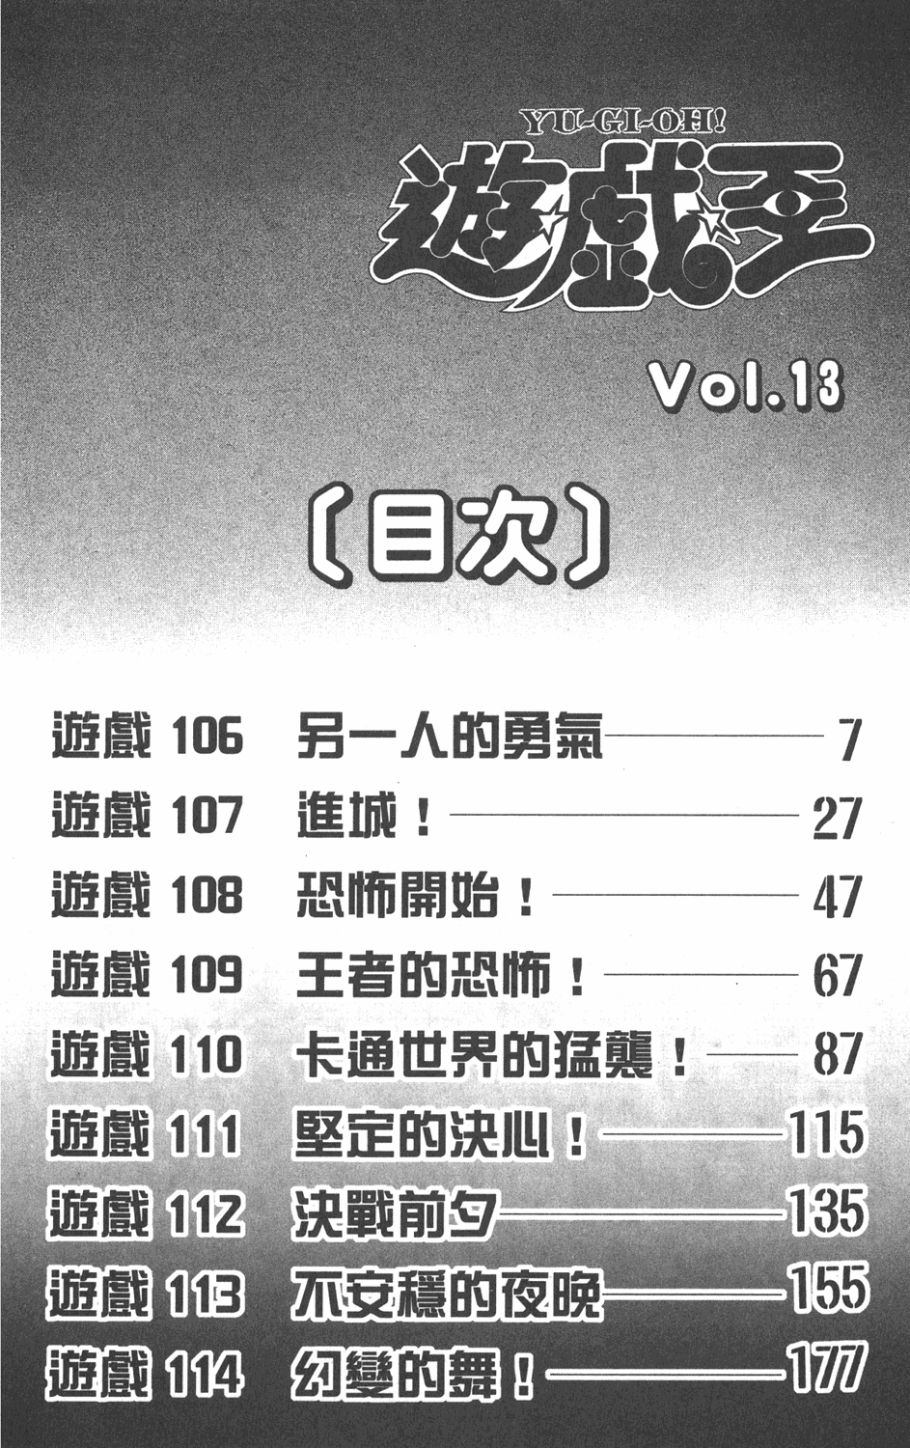 YU-GI-OH!
遊戲王
Vol.13
〔目次〕
遊戲 106 另一人的勇氣 7
遊戲 107 進城！ 27
遊戲 108 恐怖開始！ 47
遊戲 109 王者的恐怖！ 67
遊戲 110 卡通世界的猛襲！ 87
遊戲 111 堅定的決心！ 115
遊戲 112 決戰前夕 135
遊戲 113 不安穩的夜晚 155
遊戲 114 幻變的舞！ 177